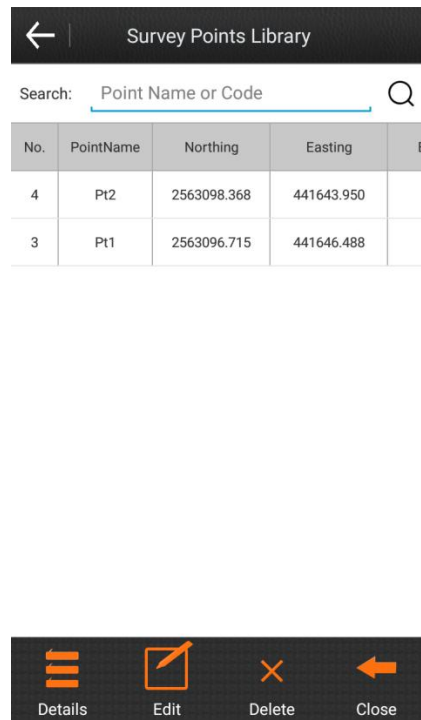 Survey Points Library
Search: Point Name or Code
No. PointName Northing Easting
4 Pt2 2563098.368 441643.950
3 Pt1 2563096.715 441646.488
Details Edit Delete Close